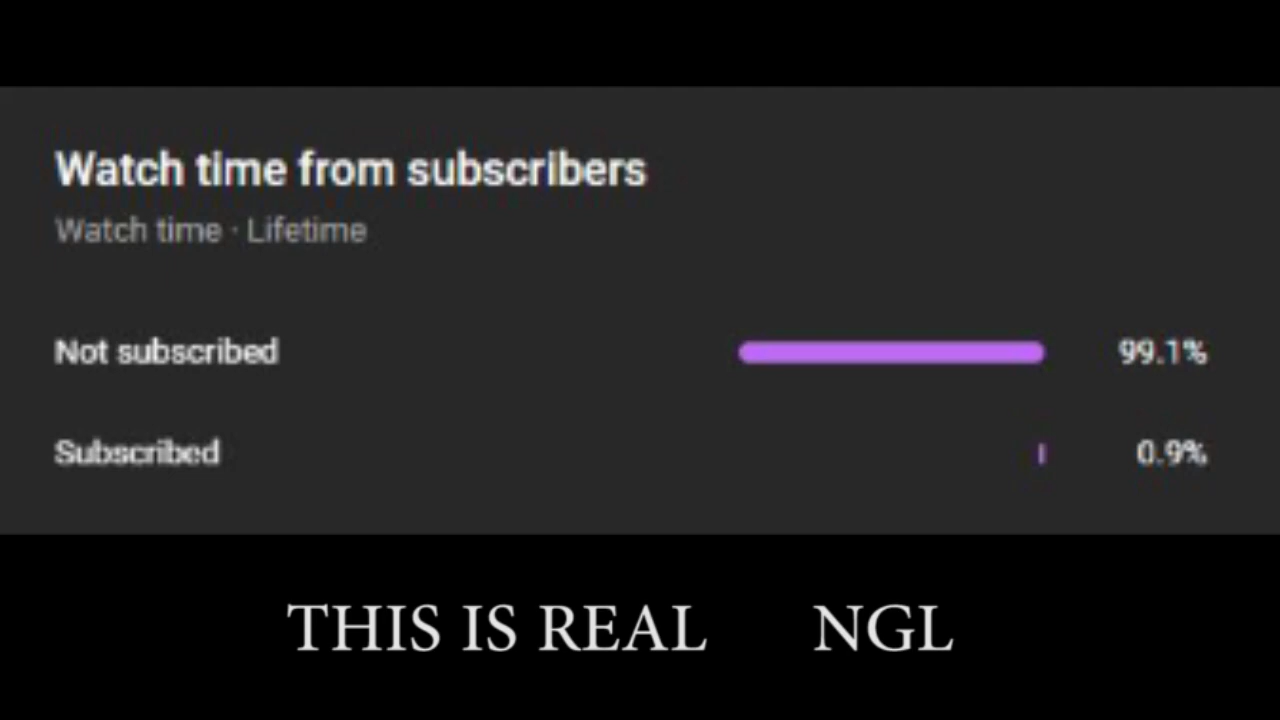 Watch time from subscribers
Watch time · Lifetime
Not subscribed 99.1%
Subscribed 0.9%
THIS IS REAL NGL